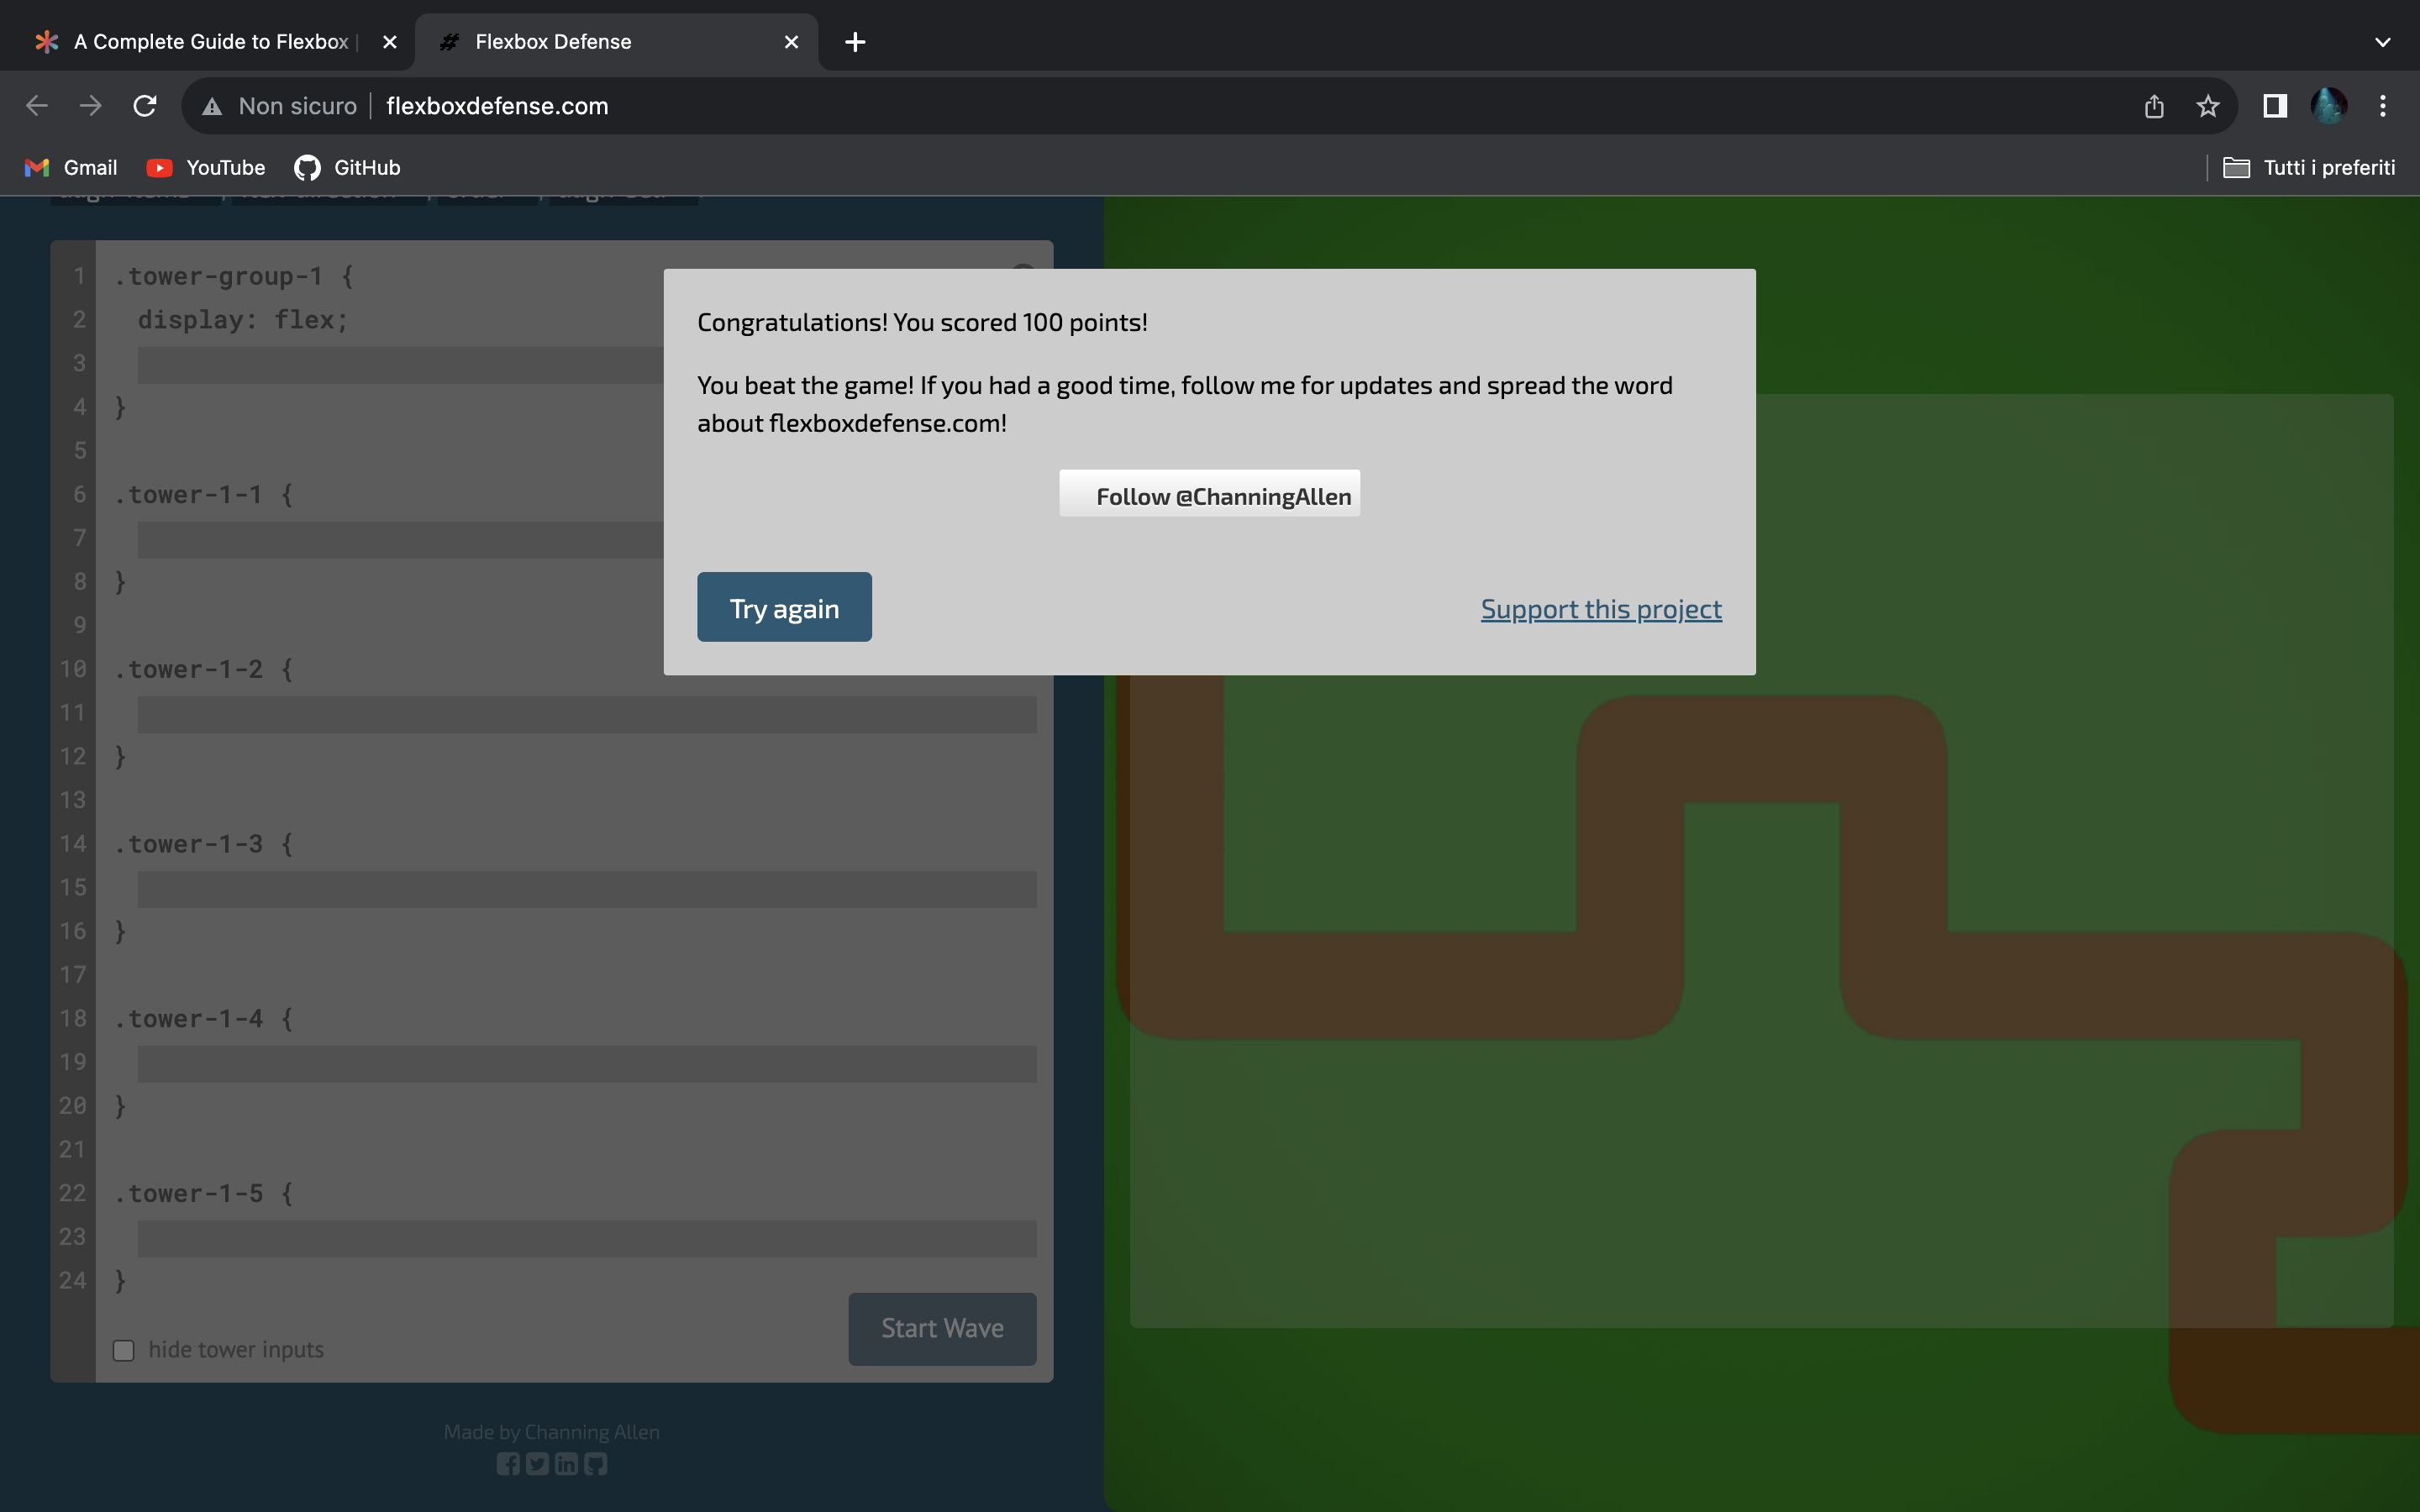 A Complete Guide to Flexbox |
Flexbox Defense
Non sicuro
flexboxdefense.com
Gmail
YouTube
GitHub
Tutti i preferiti
1 .tower-group-1 {
2 display: flex;
3
4 }
5
6 .tower-1-1 {
7
8 }
9
10 .tower-1-2 {
11
12 }
13
14 .tower-1-3 {
15
16 }
17
18 .tower-1-4 {
19
20 }
21
22 .tower-1-5 {
23
24 }
hide tower inputs
Start Wave
Made by Channing Allen
Congratulations! You scored 100 points!
You beat the game! If you had a good time, follow me for updates and spread the word
about flexboxdefense.com!
Follow @ChanningAllen
Try again
Support this project